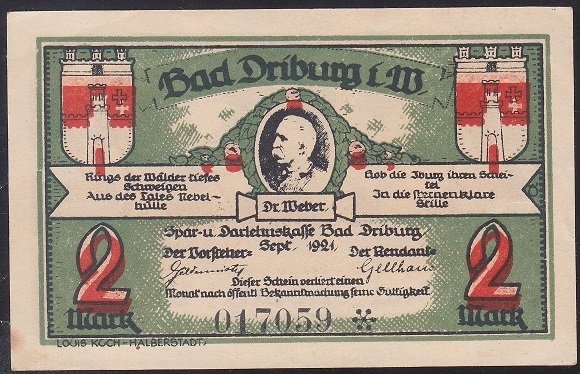 Bad Driburg i.W.
Rings der Wälder tiefes
Schweigen
Aus des Tales Nebel-
hülle
Hob die Iburg ihren Schei-
tel
In die sternenklare
Stille
Dr. Weber.
Spar- u. Darlehnskasse Bad Driburg
Sept. 1921.
Der Vorsteher:
Der Rendant:
Gellhaus
Dieser Schein verliert einen
Monat nach öffentl. Bekanntmachung seine Gültigkeit.
2
Mark
2
Mark
017059 *
LOUIS KOCH - HALBERSTADT